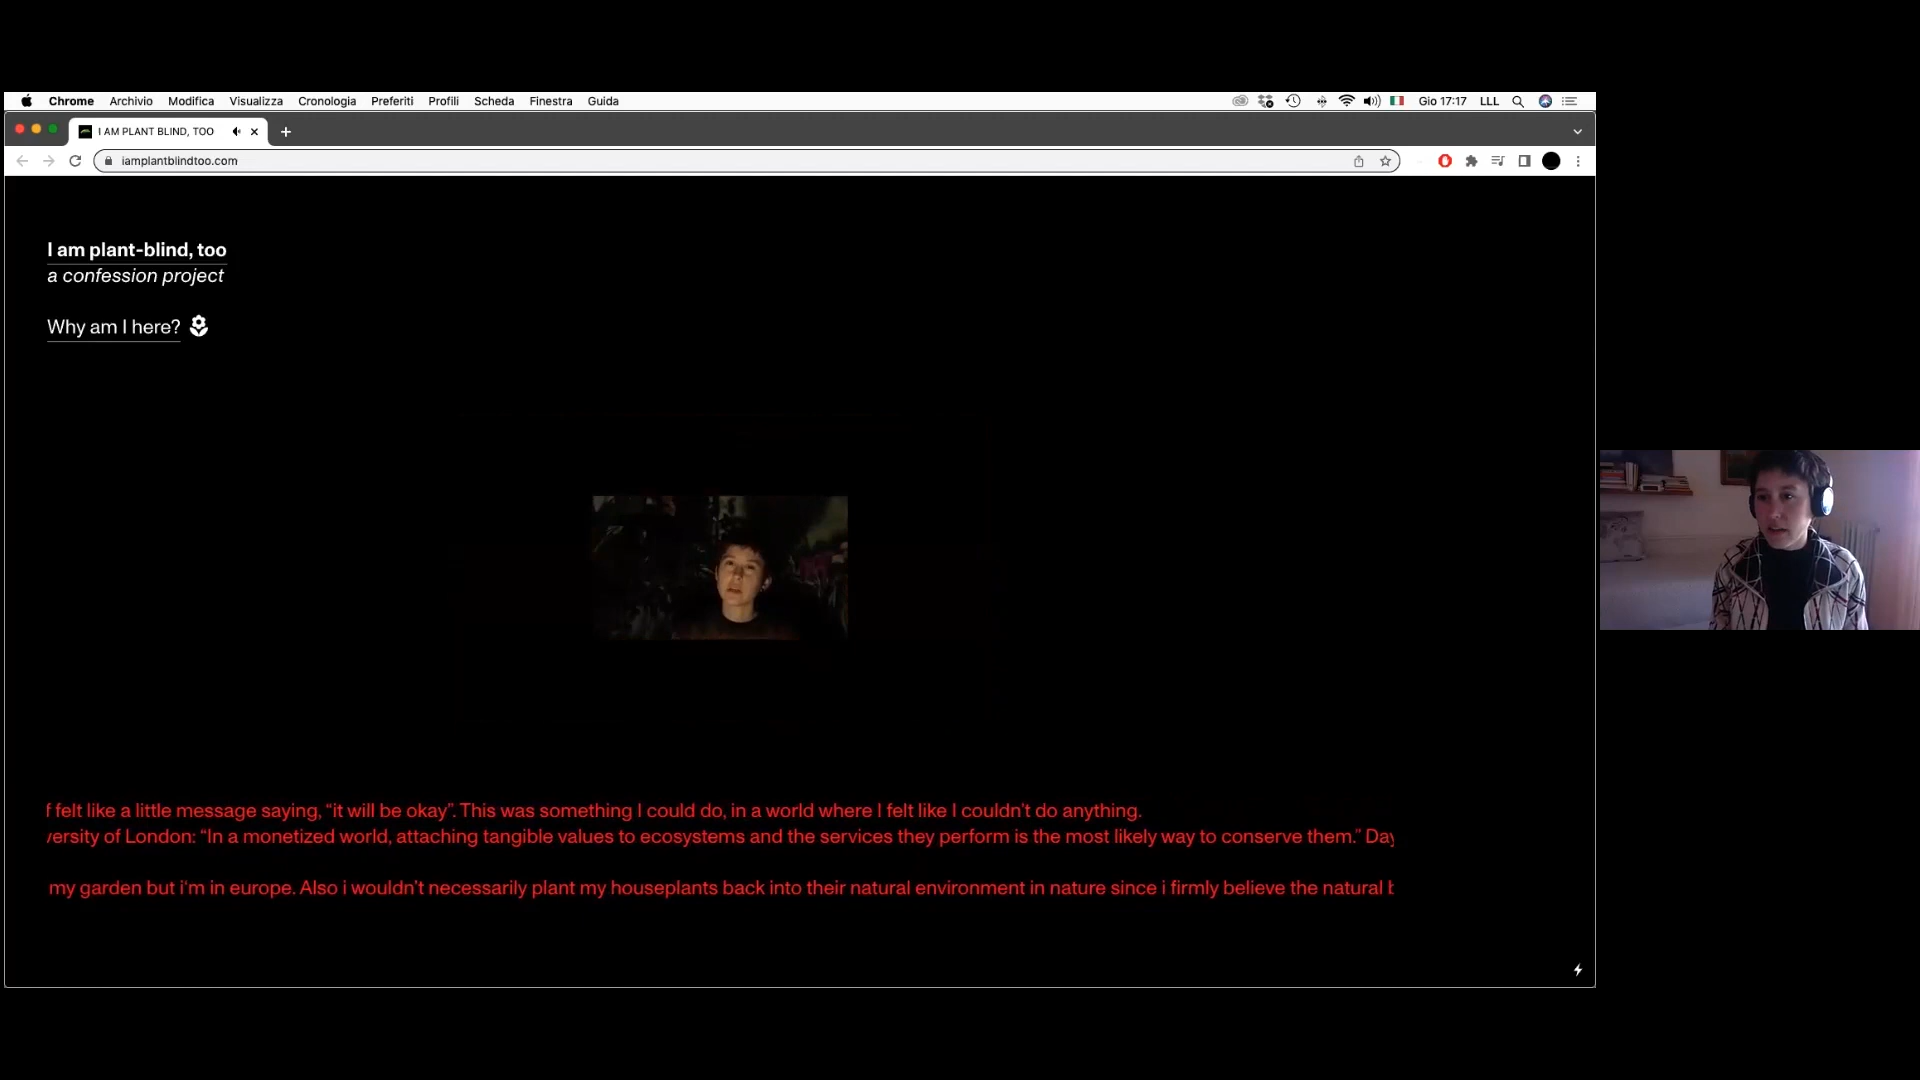 Chrome Archivio Modifica Visualizza Cronologia Preferiti Profili Scheda Finestra Guida Gio 17:17 LLL
I AM PLANT BLIND, TOO
iamplantblindtoo.com
I am plant-blind, too
a confession project
Why am I here?
f felt like a little message saying, “it will be okay”. This was something I could do, in a world where I felt like I couldn’t do anything.
versity of London: “In a monetized world, attaching tangible values to ecosystems and the services they perform is the most likely way to conserve them.” Day
my garden but i'm in europe. Also i wouldn’t necessarily plant my houseplants back into their natural environment in nature since i firmly believe the natural b